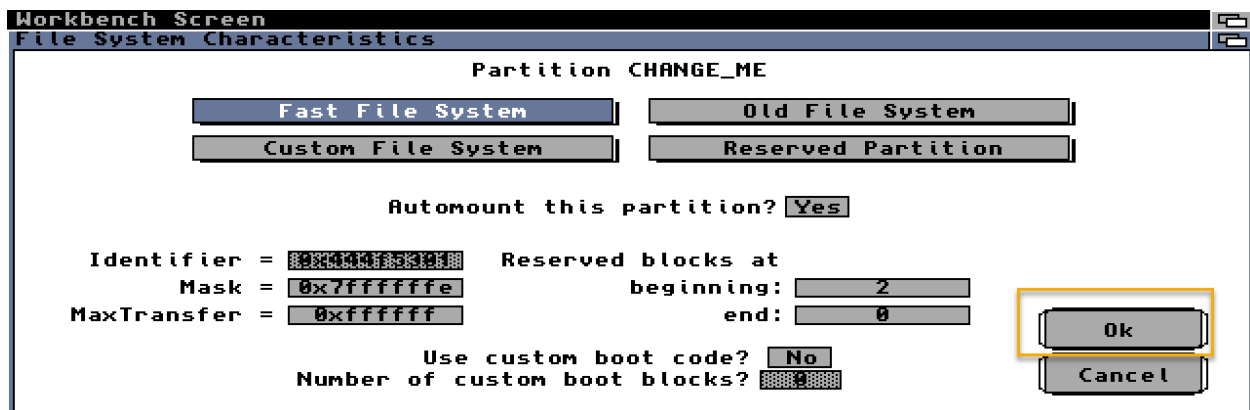 Workbench Screen
File System Characteristics
Partition CHANGE_ME
Fast File System Old File System
Custom File System Reserved Partition
Automount this partition? Yes
Identifier = Reserved blocks at
Mask = 0x7ffffffe beginning: 2
MaxTransfer = 0xffffff end: 0
Ok
Use custom boot code? No
Number of custom boot blocks? 0
Cancel